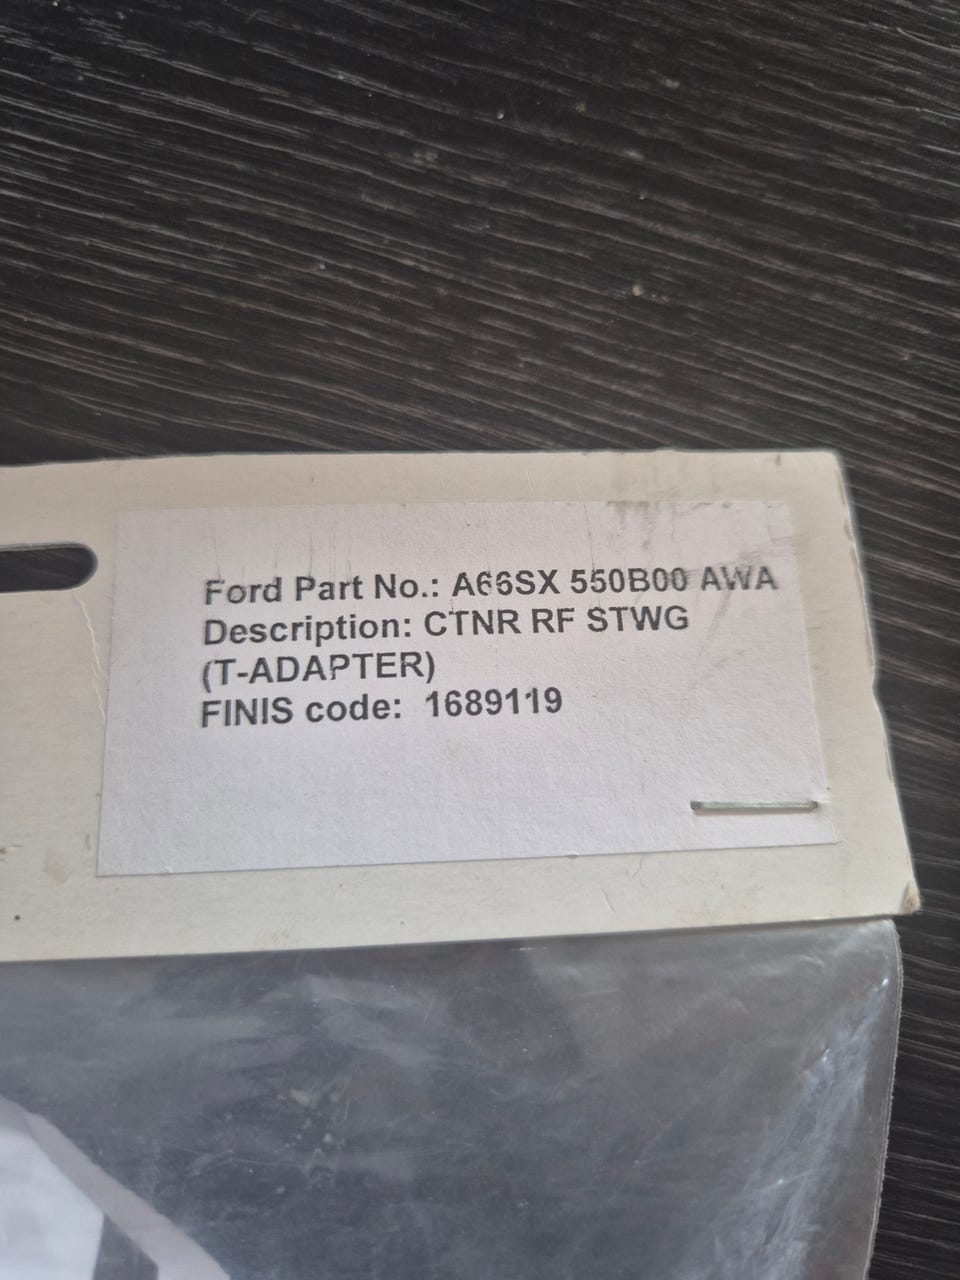 Ford Part No.: A66SX 550B00 AWA
Description: CTNR RF STWG
(T-ADAPTER)
FINIS code: 1689119